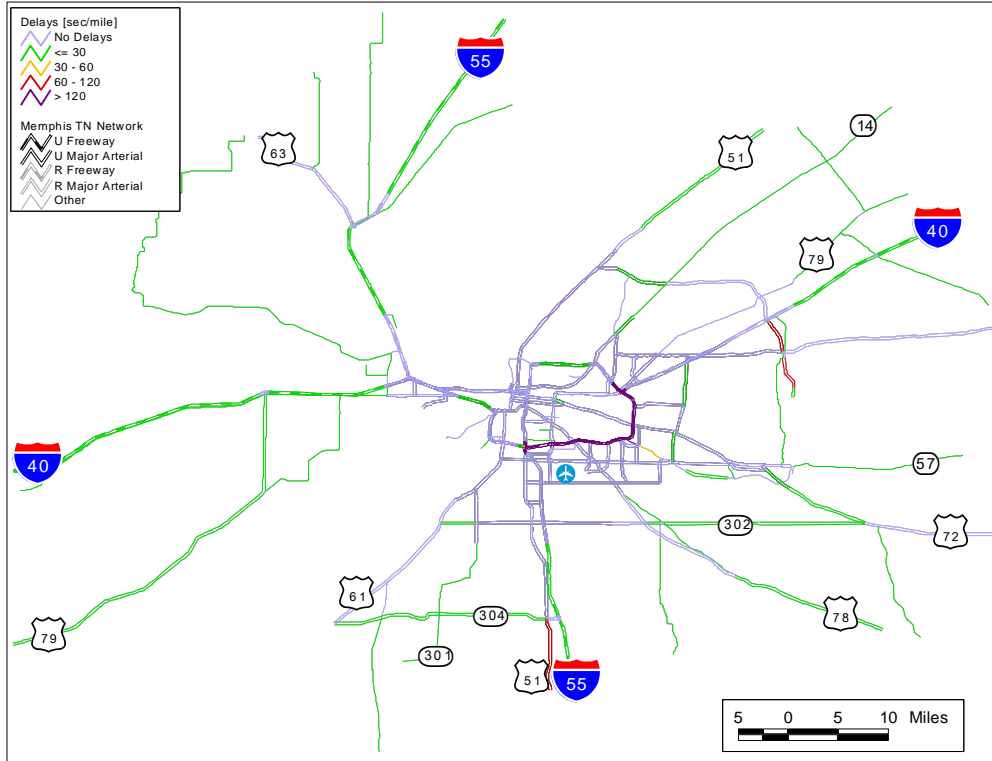 Delays [sec/mile]
No Delays
<= 30
30 - 60
60 - 120
> 120
Memphis TN Network
U Freeway
U Major Arterial
R Freeway
R Major Arterial
Other
55
14
63
51
40
79
40
57
302
72
61
304
78
79
301
51
55
5 0 5 10 Miles